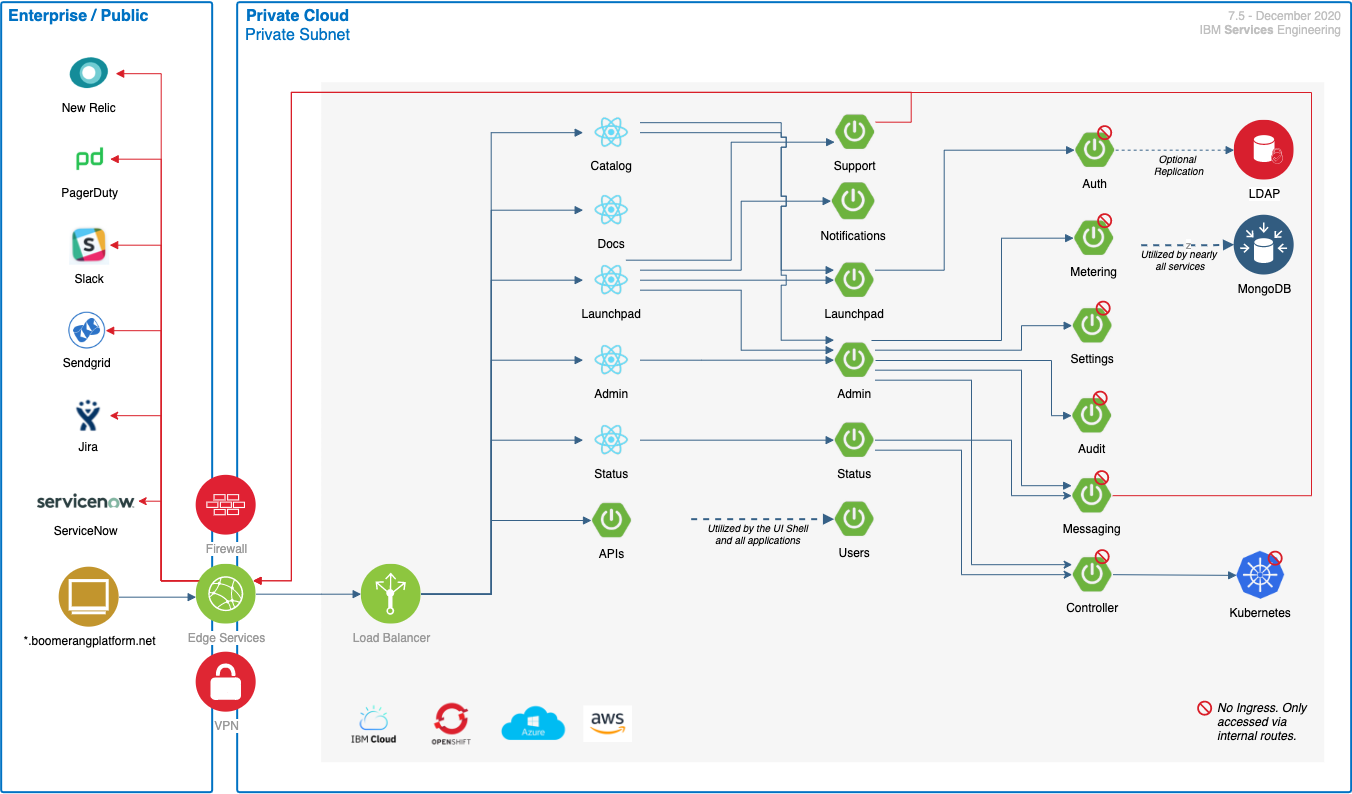 Enterprise / Public
Private Cloud
Private Subnet
7.5 - December 2020
IBM Services Engineering
New Relic
pd
PagerDuty
S
Slack
Sendgrid
Jira
servicenow
ServiceNow
Firewall
*.boomerangplatform.net
Edge Services
VPN
Load Balancer
Catalog
Docs
Launchpad
Admin
Status
APIs
Utilized by the UI Shell
and all applications
Support
Notifications
Launchpad
Admin
Status
Users
Auth
Optional
Replication
LDAP
Metering
Z
Utilized by nearly
all services
MongoDB
Settings
Audit
Messaging
Controller
Kubernetes
IBM Cloud
OPENSHIFT
Azure
aws
No Ingress. Only
accessed via
internal routes.